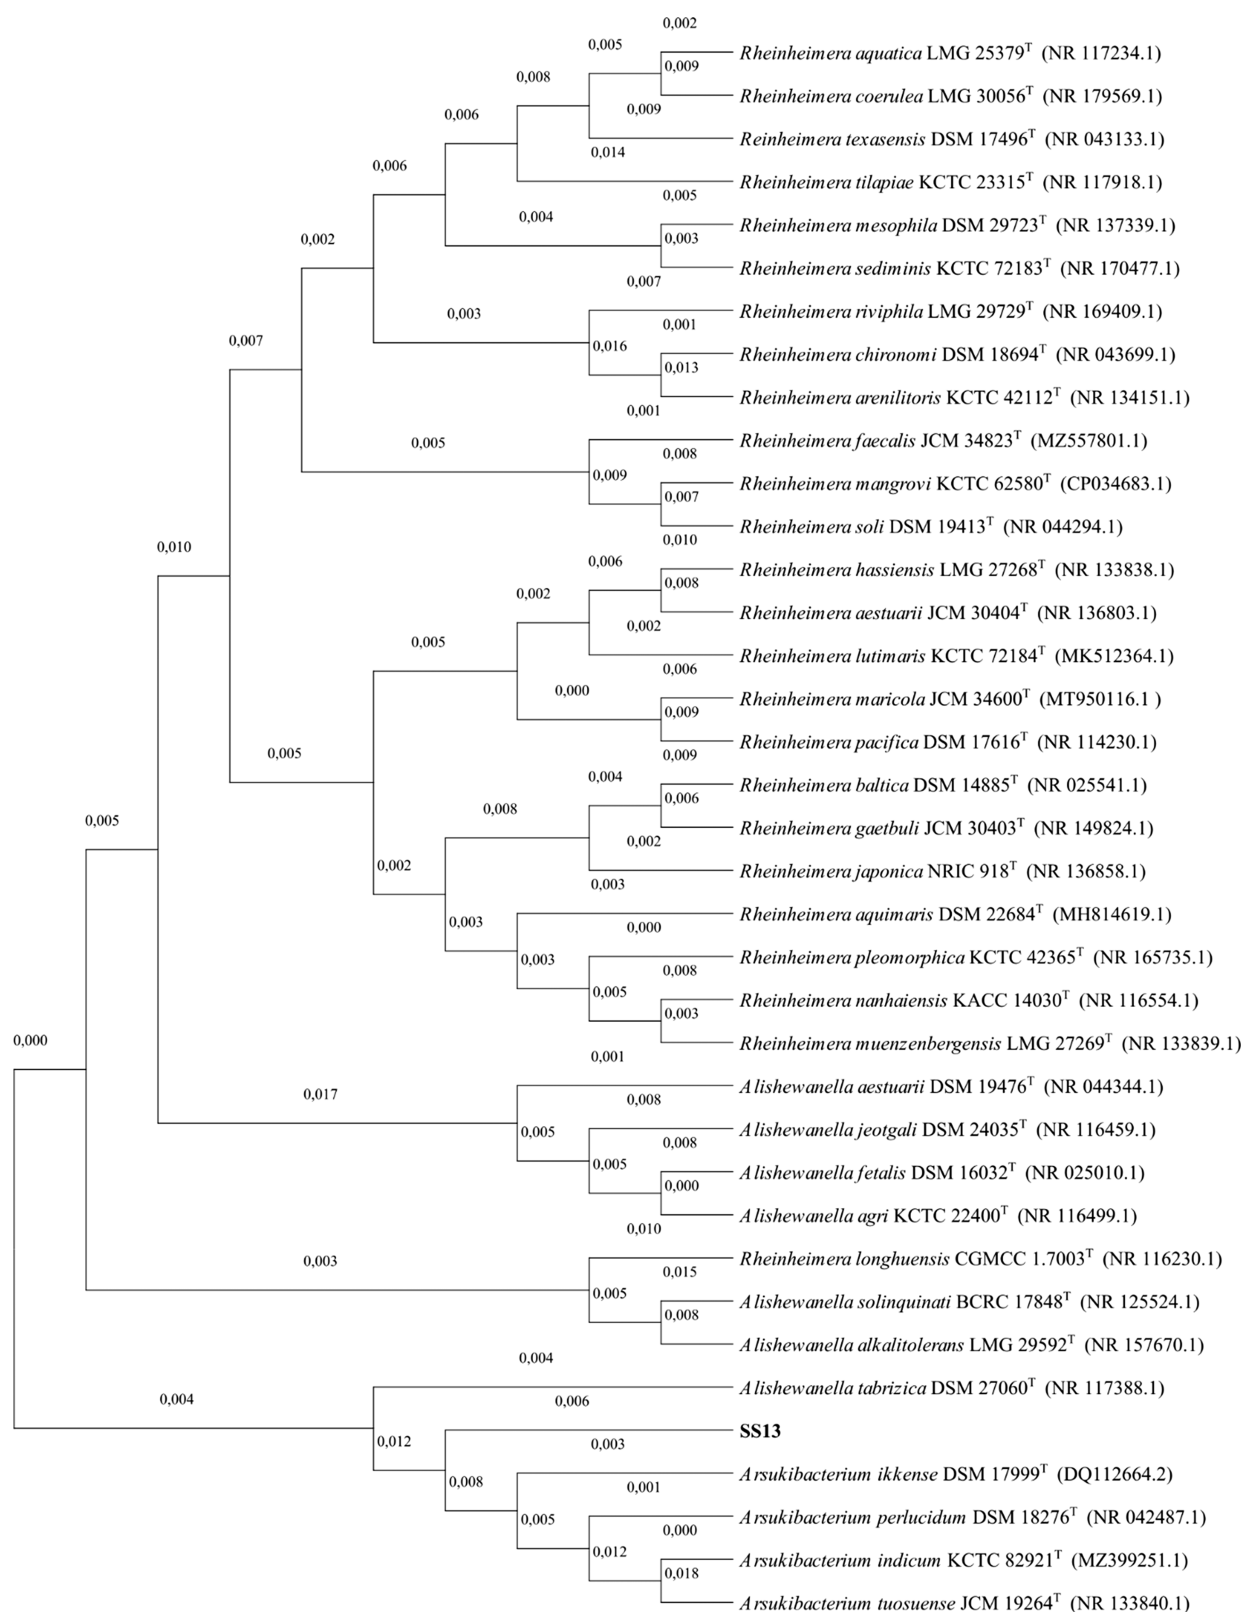 0,002
0,005
Rheinheimera aquatica LMG 25379T (NR 117234.1)
0,009
0,008
Rheinheimera coerulea LMG 30056T (NR 179569.1)
0,009
0,006
Reinheimera texasensis DSM 17496T (NR 043133.1)
0,014
0,006
Rheinheimera tilapiae KCTC 23315T (NR 117918.1)
0,005
0,004
Rheinheimera mesophila DSM 29723T (NR 137339.1)
0,003
0,002
Rheinheimera sediminis KCTC 72183T (NR 170477.1)
0,007
0,003
Rheinheimera riviphila LMG 29729T (NR 169409.1)
0,001
0,007
0,016
Rheinheimera chironomi DSM 18694T (NR 043699.1)
0,013
Rheinheimera arenilitoris KCTC 42112T (NR 134151.1)
0,001
0,005
Rheinheimera faecalis JCM 34823T (MZ557801.1)
0,008
0,009
Rheinheimera mangrovi KCTC 62580T (CP034683.1)
0,007
Rheinheimera soli DSM 19413T (NR 044294.1)
0,010
0,010
0,006
Rheinheimera hassiensis LMG 27268T (NR 133838.1)
0,008
0,002
Rheinheimera aestuarii JCM 30404T (NR 136803.1)
0,002
0,005
Rheinheimera lutimaris KCTC 72184T (MK512364.1)
0,006
0,000
Rheinheimera maricola JCM 34600T (MT950116.1 )
0,009
Rheinheimera pacifica DSM 17616T (NR 114230.1)
0,009
0,005
0,004
Rheinheimera baltica DSM 14885T (NR 025541.1)
0,006
0,008
Rheinheimera gaetbuli JCM 30403T (NR 149824.1)
0,005
0,002
0,002
Rheinheimera japonica NRIC 918T (NR 136858.1)
0,003
Rheinheimera aquimaris DSM 22684T (MH814619.1)
0,003
0,000
Rheinheimera pleomorphica KCTC 42365T (NR 165735.1)
0,003
0,008
0,005
Rheinheimera nanhaiensis KACC 14030T (NR 116554.1)
0,003
0,000
Rheinheimera muenzenbergensis LMG 27269T (NR 133839.1)
0,001
0,017
Alishewanella aestuarii DSM 19476T (NR 044344.1)
0,008
0,005
Alishewanella jeotgali DSM 24035T (NR 116459.1)
0,008
0,005
Alishewanella fetalis DSM 16032T (NR 025010.1)
0,000
Alishewanella agri KCTC 22400T (NR 116499.1)
0,010
0,003
Rheinheimera longhuensis CGMCC 1.7003T (NR 116230.1)
0,015
0,005
Alishewanella solinquinati BCRC 17848T (NR 125524.1)
0,008
Alishewanella alkalitolerans LMG 29592T (NR 157670.1)
0,004
Alishewanella tabrizica DSM 27060T (NR 117388.1)
0,004
0,006
SS13
0,012
0,003
Arsukibacterium ikkense DSM 17999T (DQ112664.2)
0,008
0,001
Arsukibacterium perlucidum DSM 18276T (NR 042487.1)
0,005
0,000
0,012
Arsukibacterium indicum KCTC 82921T (MZ399251.1)
0,018
Arsukibacterium tuosuense JCM 19264T (NR 133840.1)